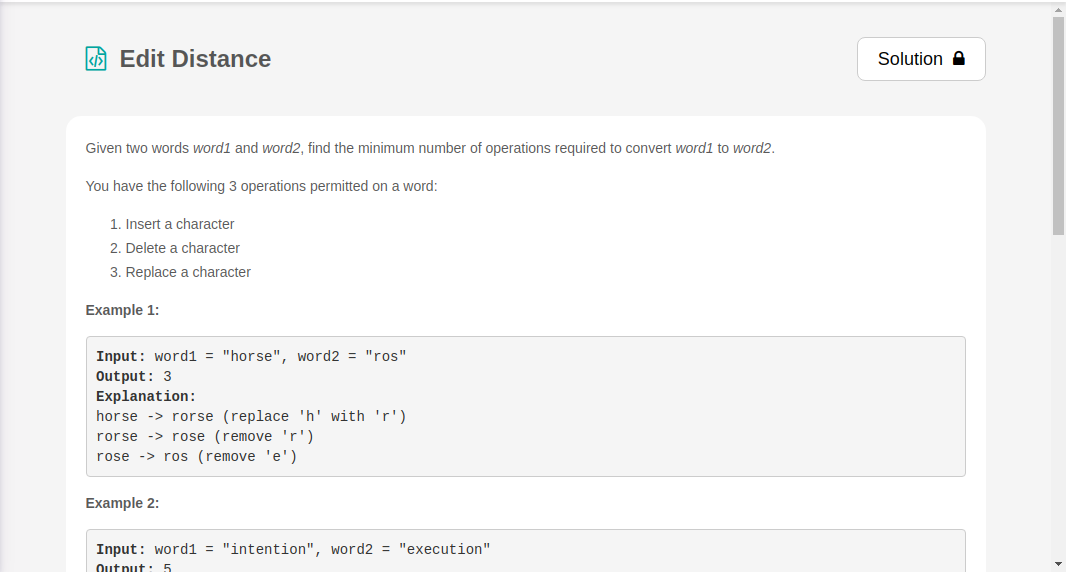 Edit Distance
Solution
Given two words word1 and word2, find the minimum number of operations required to convert word1 to word2.
You have the following 3 operations permitted on a word:
1. Insert a character
2. Delete a character
3. Replace a character
Example 1:
Input: word1 = "horse", word2 = "ros"
Output: 3
Explanation:
horse -> rorse (replace 'h' with 'r')
rorse -> rose (remove 'r')
rose -> ros (remove 'e')
Example 2:
Input: word1 = "intention", word2 = "execution"
Output: 5